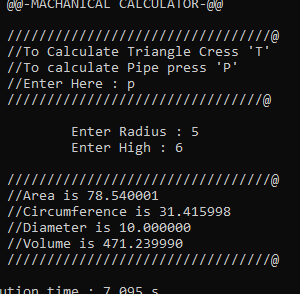 @@-MACHANICAL CALCULATOR-@@
/////////////////////////////////@
//To Calculate Triangle Cress 'T'
//To calculate Pipe press 'P'
//Enter Here : p
////////////////////////////////@
Enter Radius : 5
Enter High : 6
/////////////////////////////////@
//Area is 78.540001
//Circumference is 31.415998
//Diameter is 10.000000
//Volume is 471.239990
/////////////////////////////////@
ution time : 7.095 s